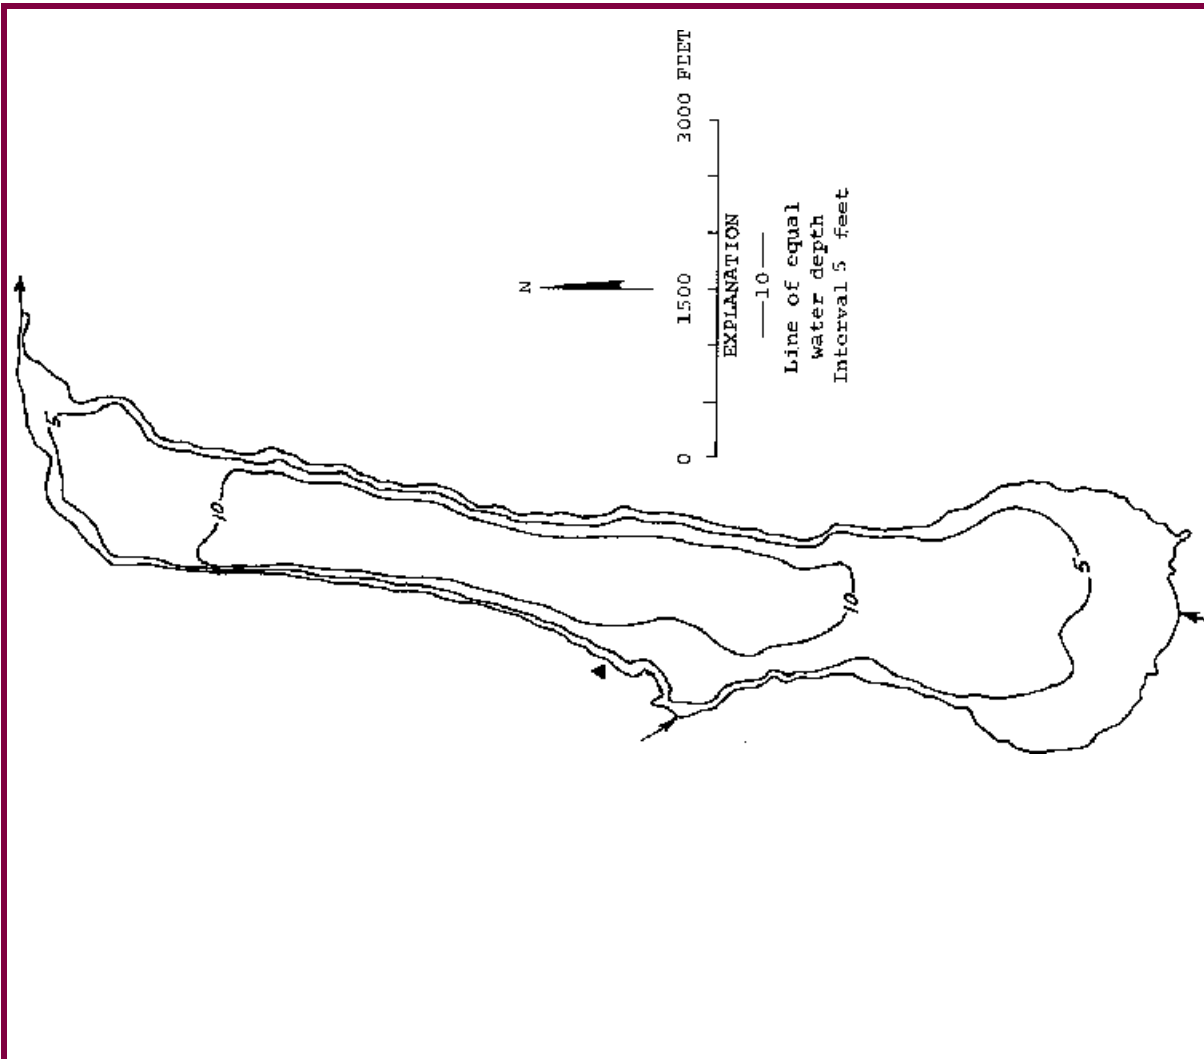 N
0 1500 3000 FEET
EXPLANATION
—10—
Line of equal
water depth
Interval 5 feet
5
10
10
5